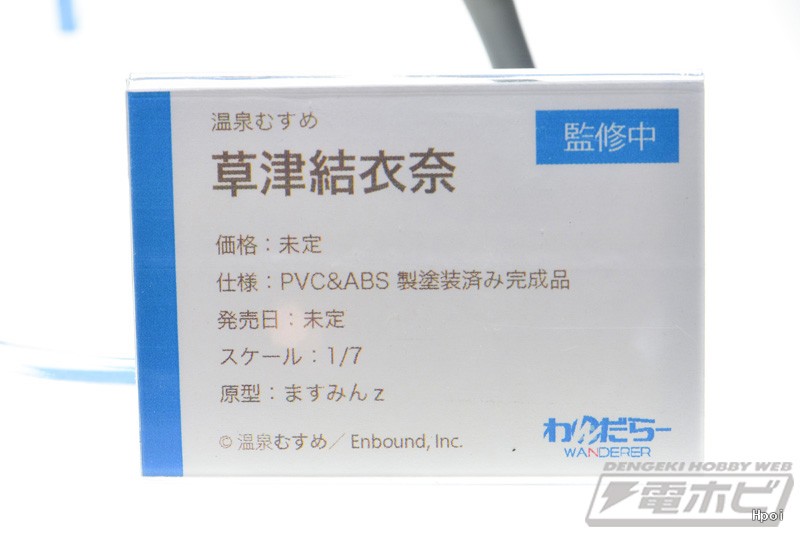 温泉むすめ
監修中
草津結衣奈
価格：未定
仕様：PVC&ABS 製塗装済み完成品
発売日：未定
スケール：1/7
原型：ますみんz
© 温泉むすめ／ Enbound, Inc.
わんだらー
WANDERER
DENGEKI HOBBY WEB
電ホビ
Hpoi